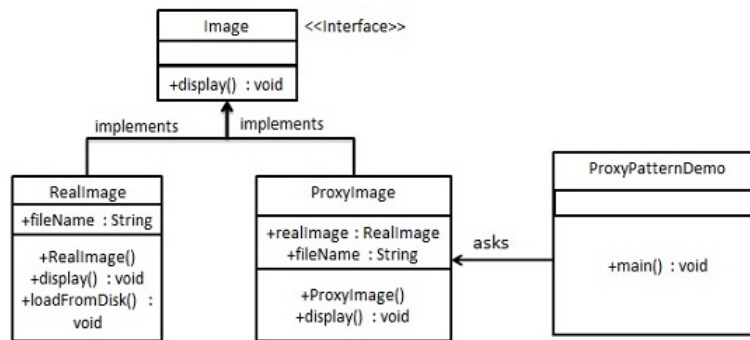 Image <<Interface>>
+display() : void
implements implements
RealImage
+fileName : String
+RealImage()
+display() : void
+loadFromDisk() :
void
ProxyImage
+realImage : RealImage
+fileName : String
+ProxyImage()
+display() : void
asks
ProxyPatternDemo
+main() : void